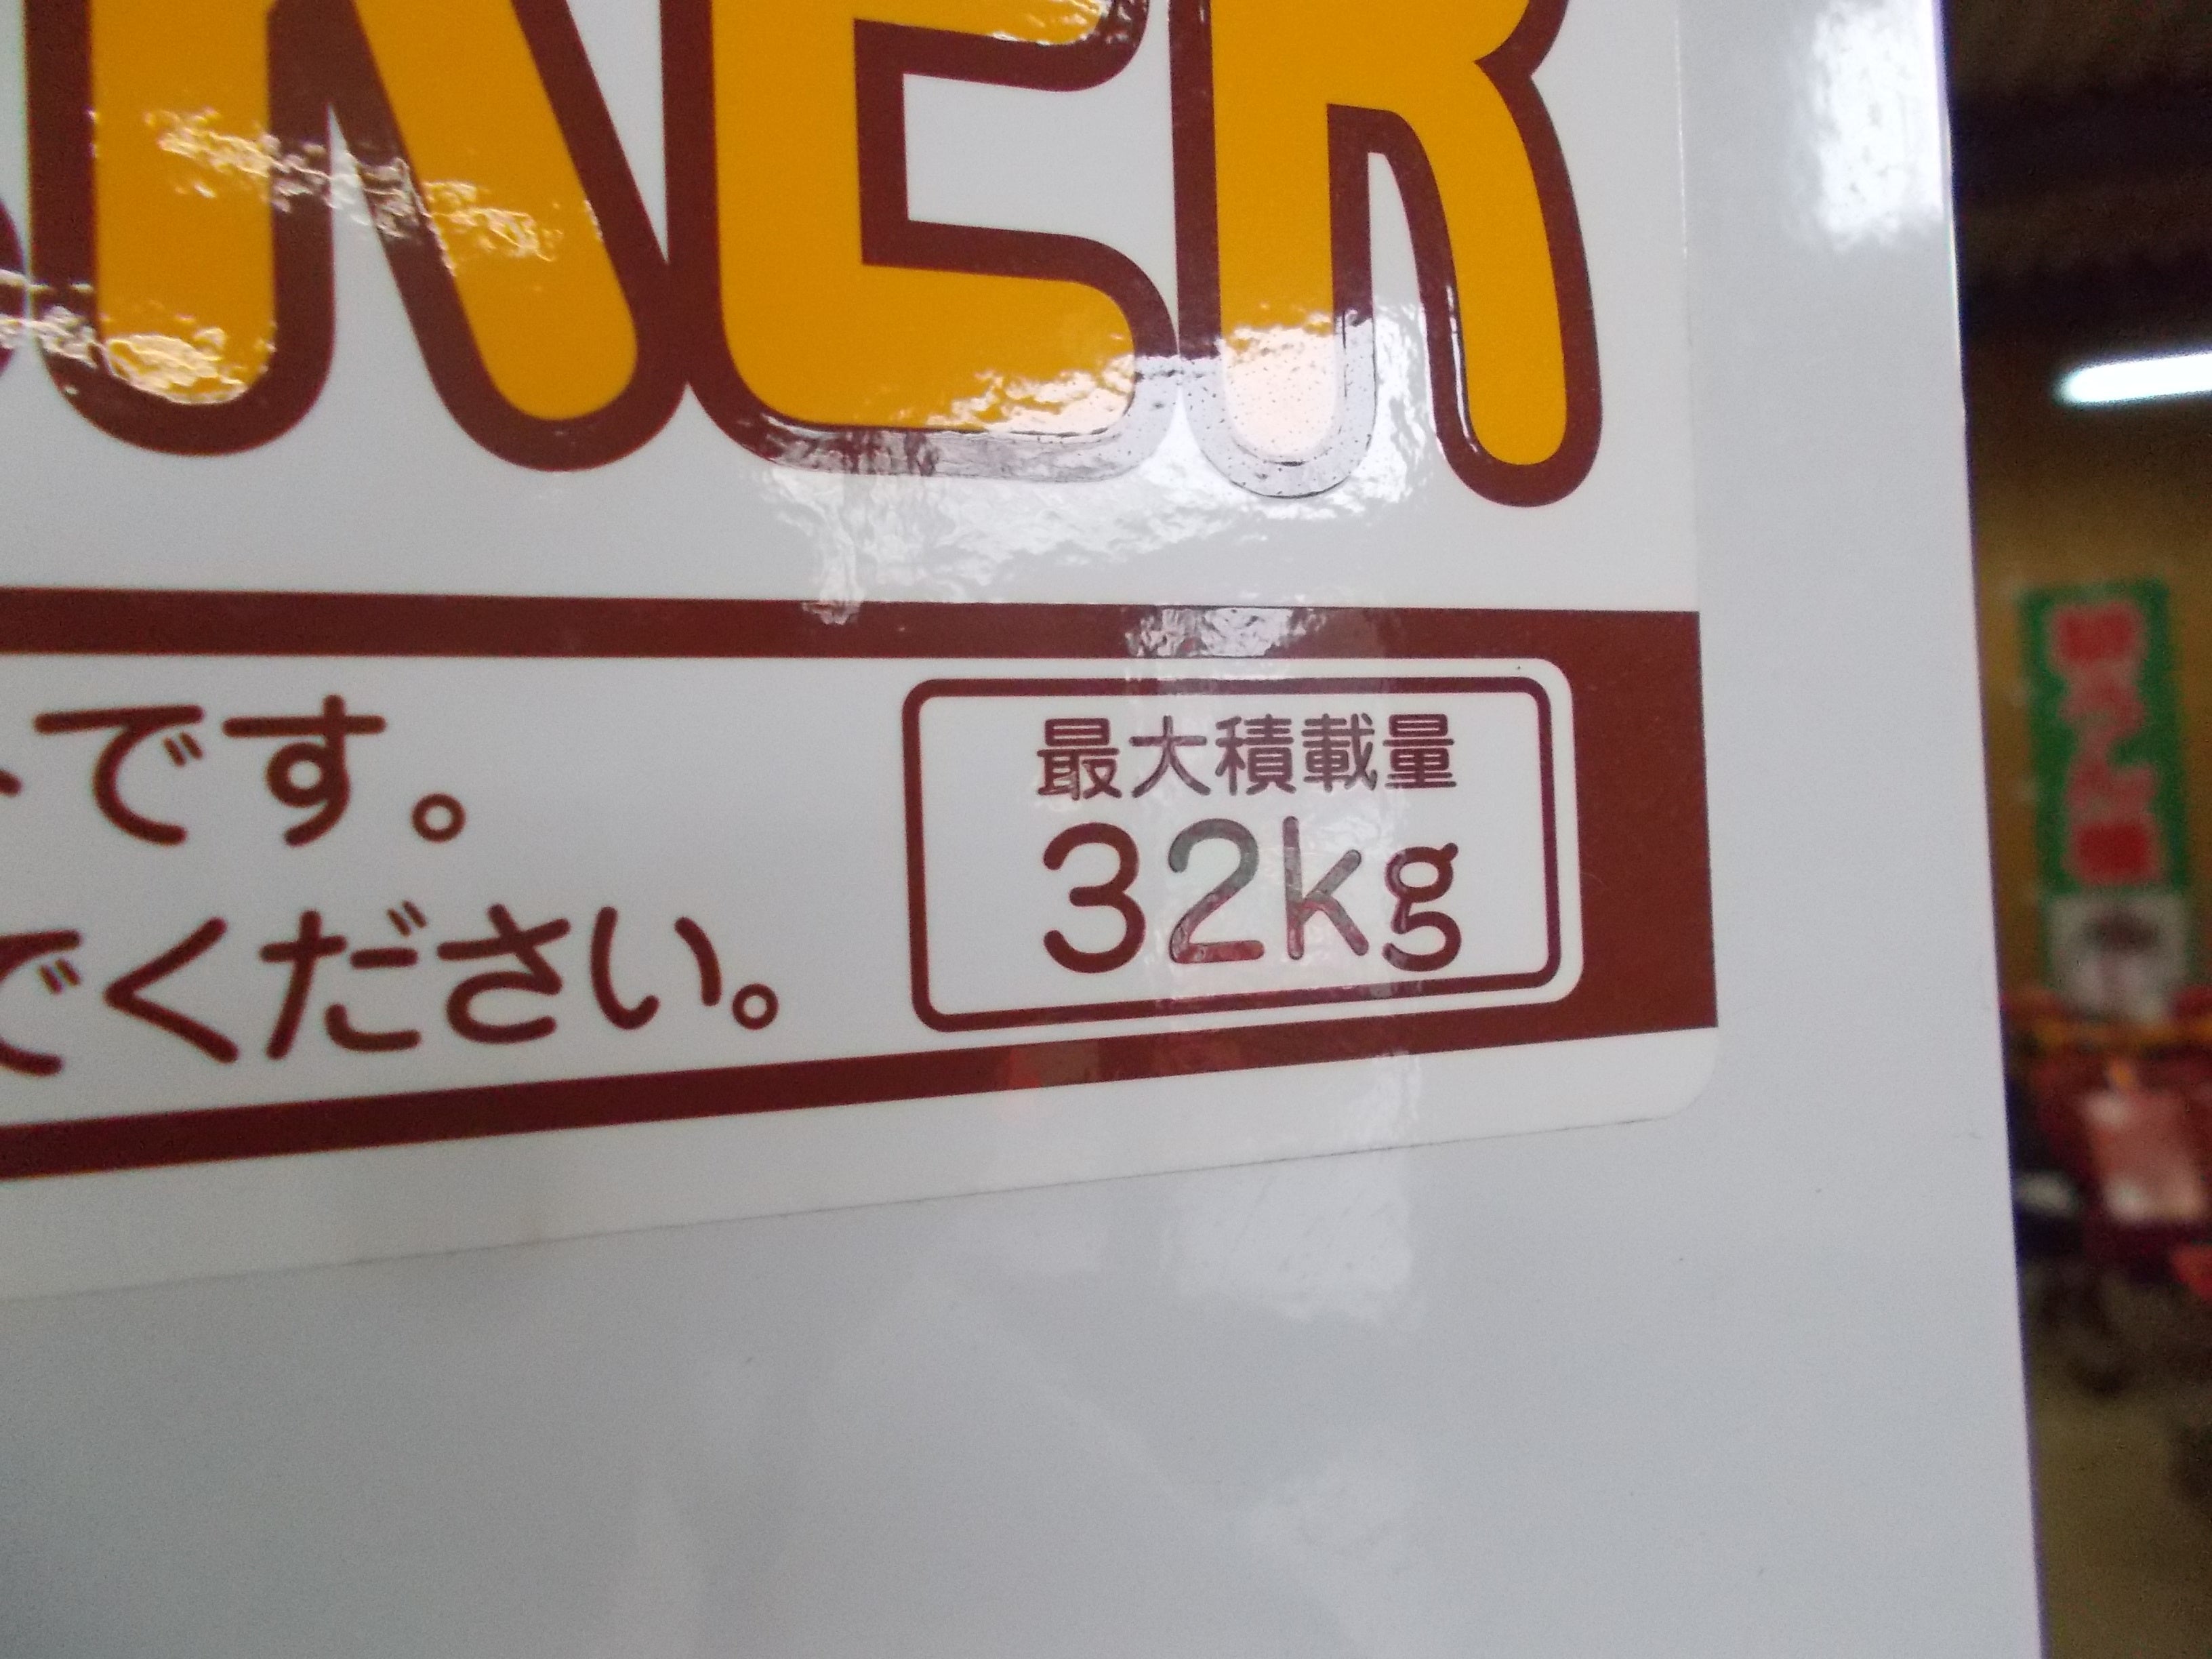 KER
です。
でください。
最大積載量
32kg